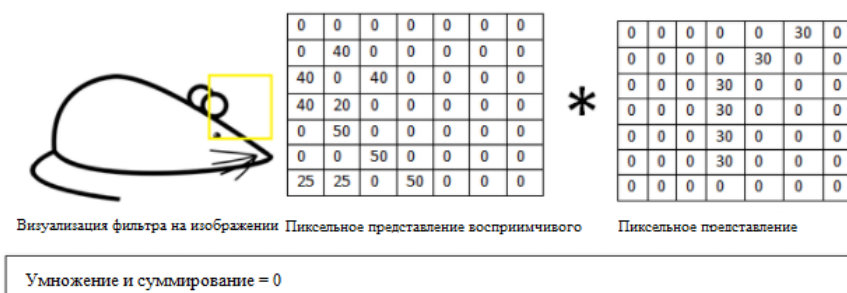 0 0 0 0 0 0 0
0 40 0 0 0 0 0
40 0 40 0 0 0 0
40 20 0 0 0 0 0
0 50 0 0 0 0 0
0 0 50 0 0 0 0
25 25 0 50 0 0 0
*
0 0 0 0 0 30 0
0 0 0 0 30 0 0
0 0 0 30 0 0 0
0 0 0 30 0 0 0
0 0 0 30 0 0 0
0 0 0 30 0 0 0
0 0 0 0 0 0 0
Визуализация фильтра на изображении
Пиксельное представление восприимчивого
Пиксельное представление
Умножение и суммирование = 0